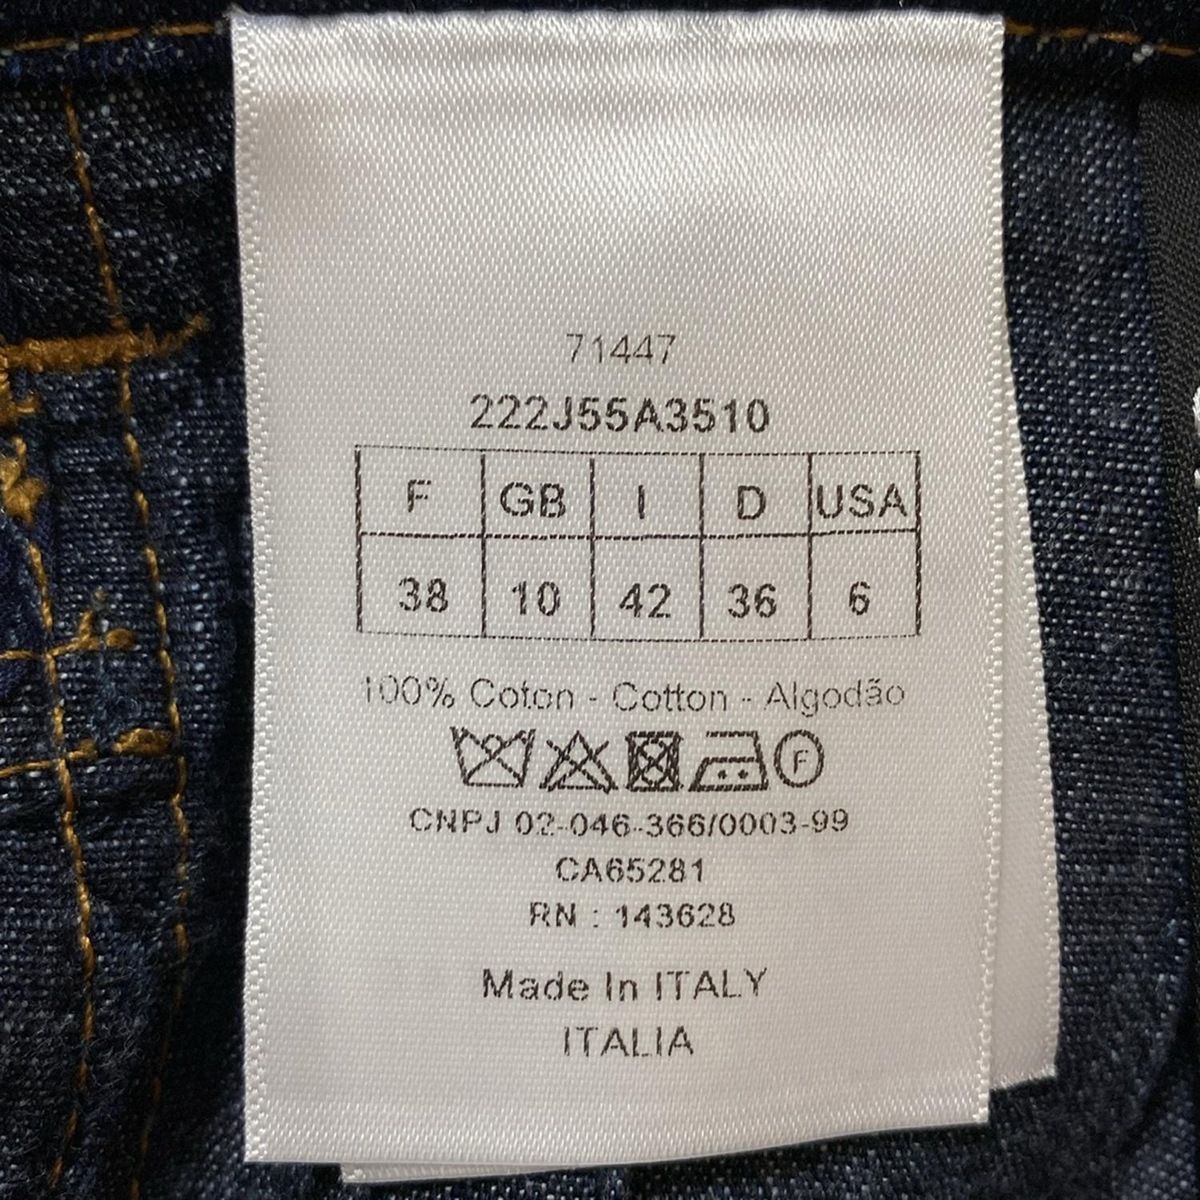 71447
222J55A3510
F GB I D USA
38 10 42 36 6
100% Coton - Cotton - Algodão
F
CNPJ 02-046-366/0003-99
CA65281
RN : 143628
Made In ITALY
ITALIA